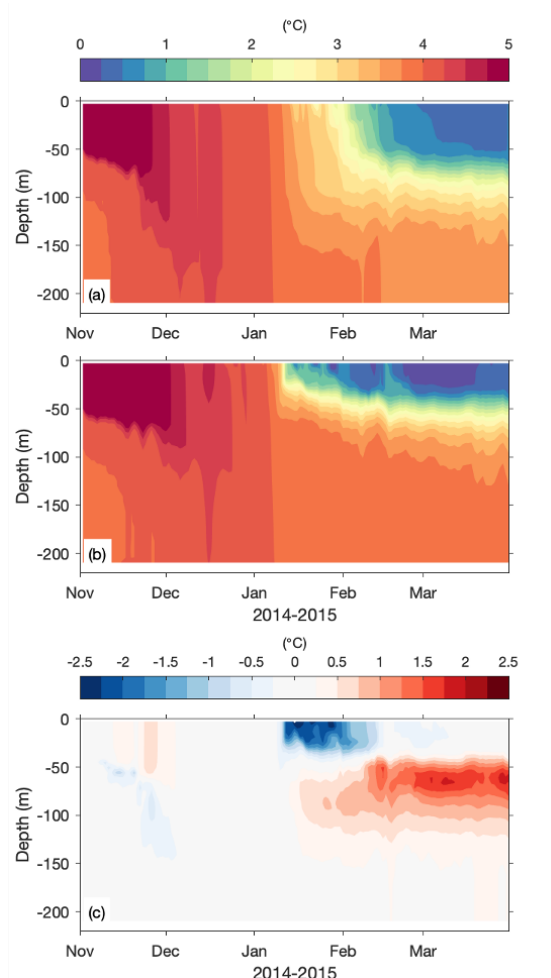 (°C)
0 1 2 3 4 5
0
-50
-100
-150
-200
Depth (m)
(a)
Nov Dec Jan Feb Mar
0
-50
-100
-150
-200
Depth (m)
(b)
Nov Dec Jan Feb Mar
2014-2015
(°C)
-2.5 -2 -1.5 -1 -0.5 0 0.5 1 1.5 2 2.5
0
-50
-100
-150
-200
Depth (m)
(c)
Nov Dec Jan Feb Mar
2014-2015